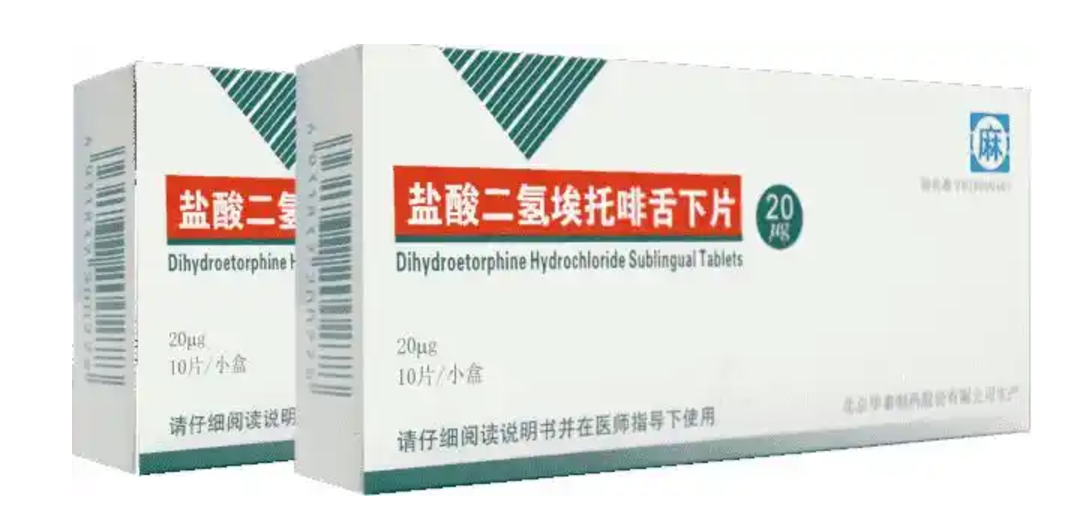 盐酸二氢
Dihydroetorphine H
20μg
10片/小盒
请仔细阅读说明
麻
盐酸二氢埃托啡舌下片
20
μg
Dihydroetorphine Hydrochloride Sublingual Tablets
20μg
10片/小盒
请仔细阅读说明书并在医师指导下使用